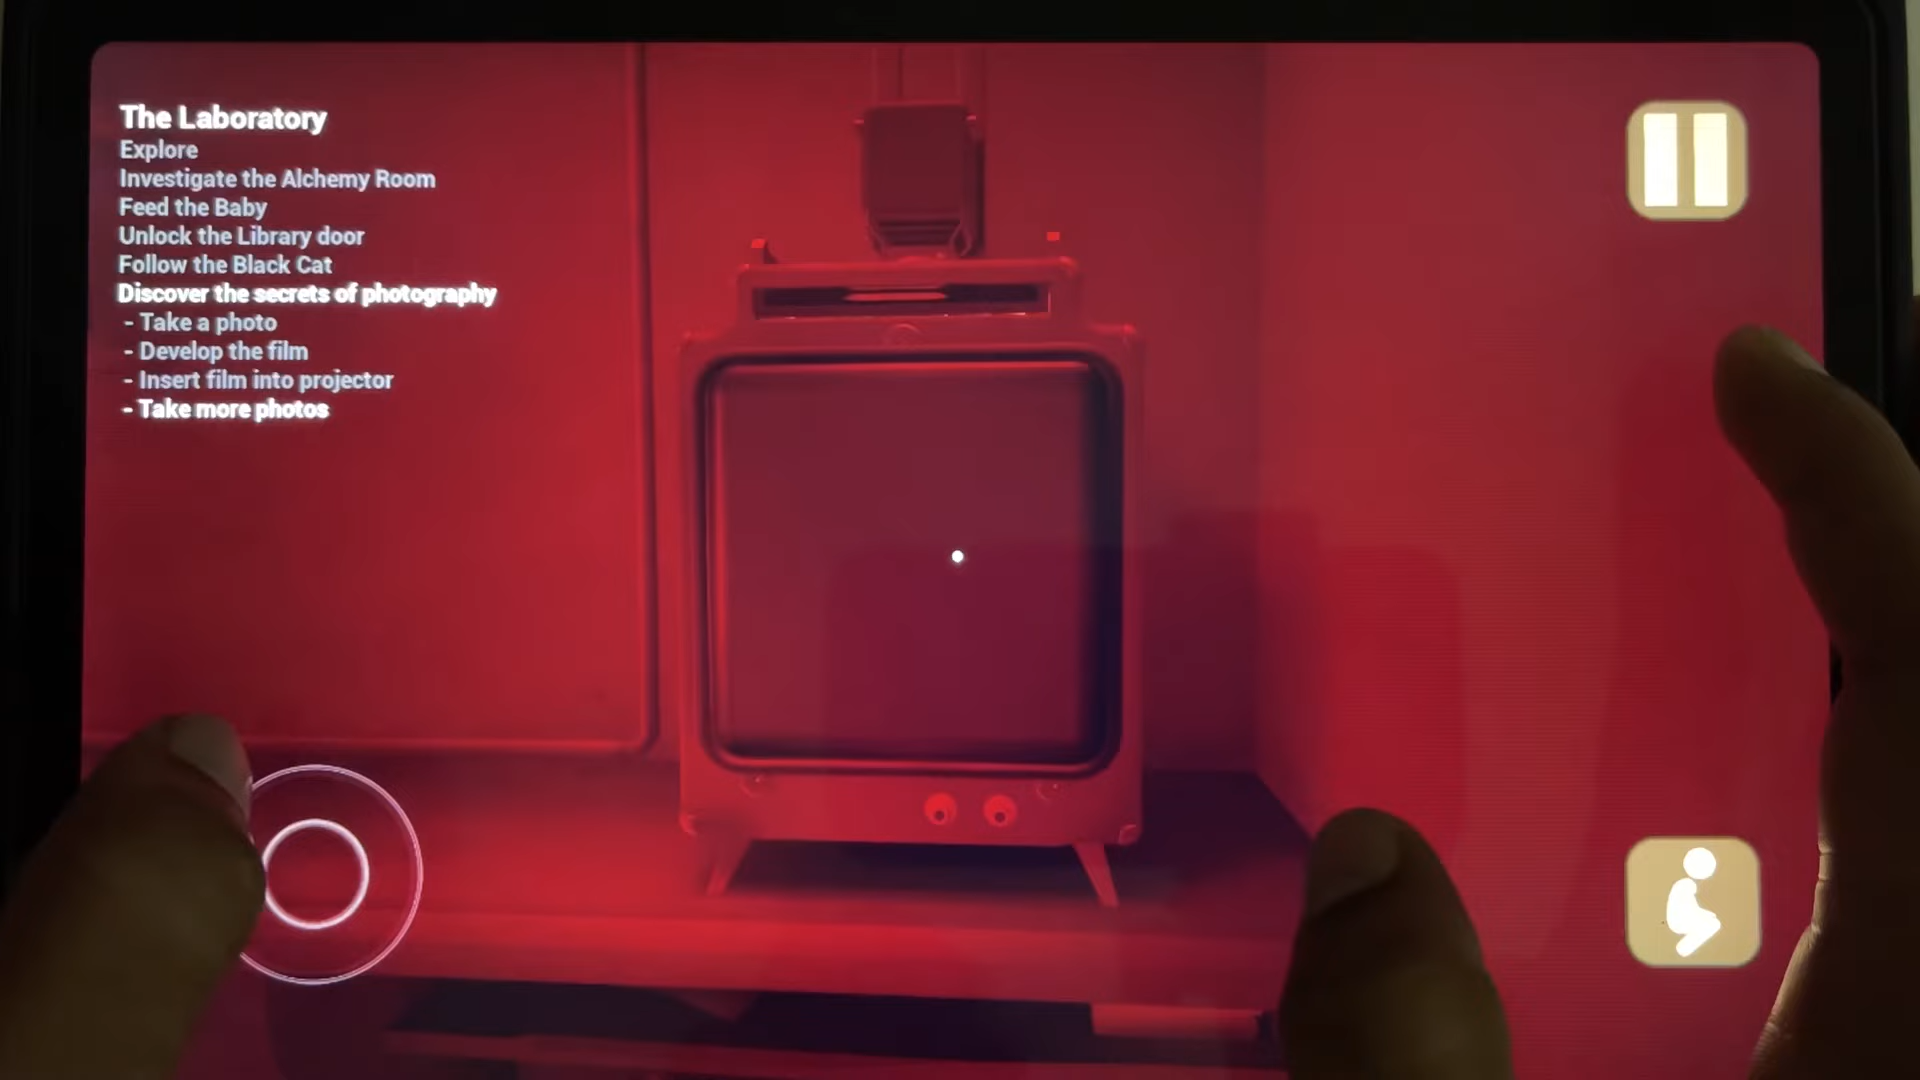 The Laboratory
Explore
Investigate the Alchemy Room
Feed the Baby
Unlock the Library door
Follow the Black Cat
Discover the secrets of photography
- Take a photo
- Develop the film
- Insert film into projector
- Take more photos